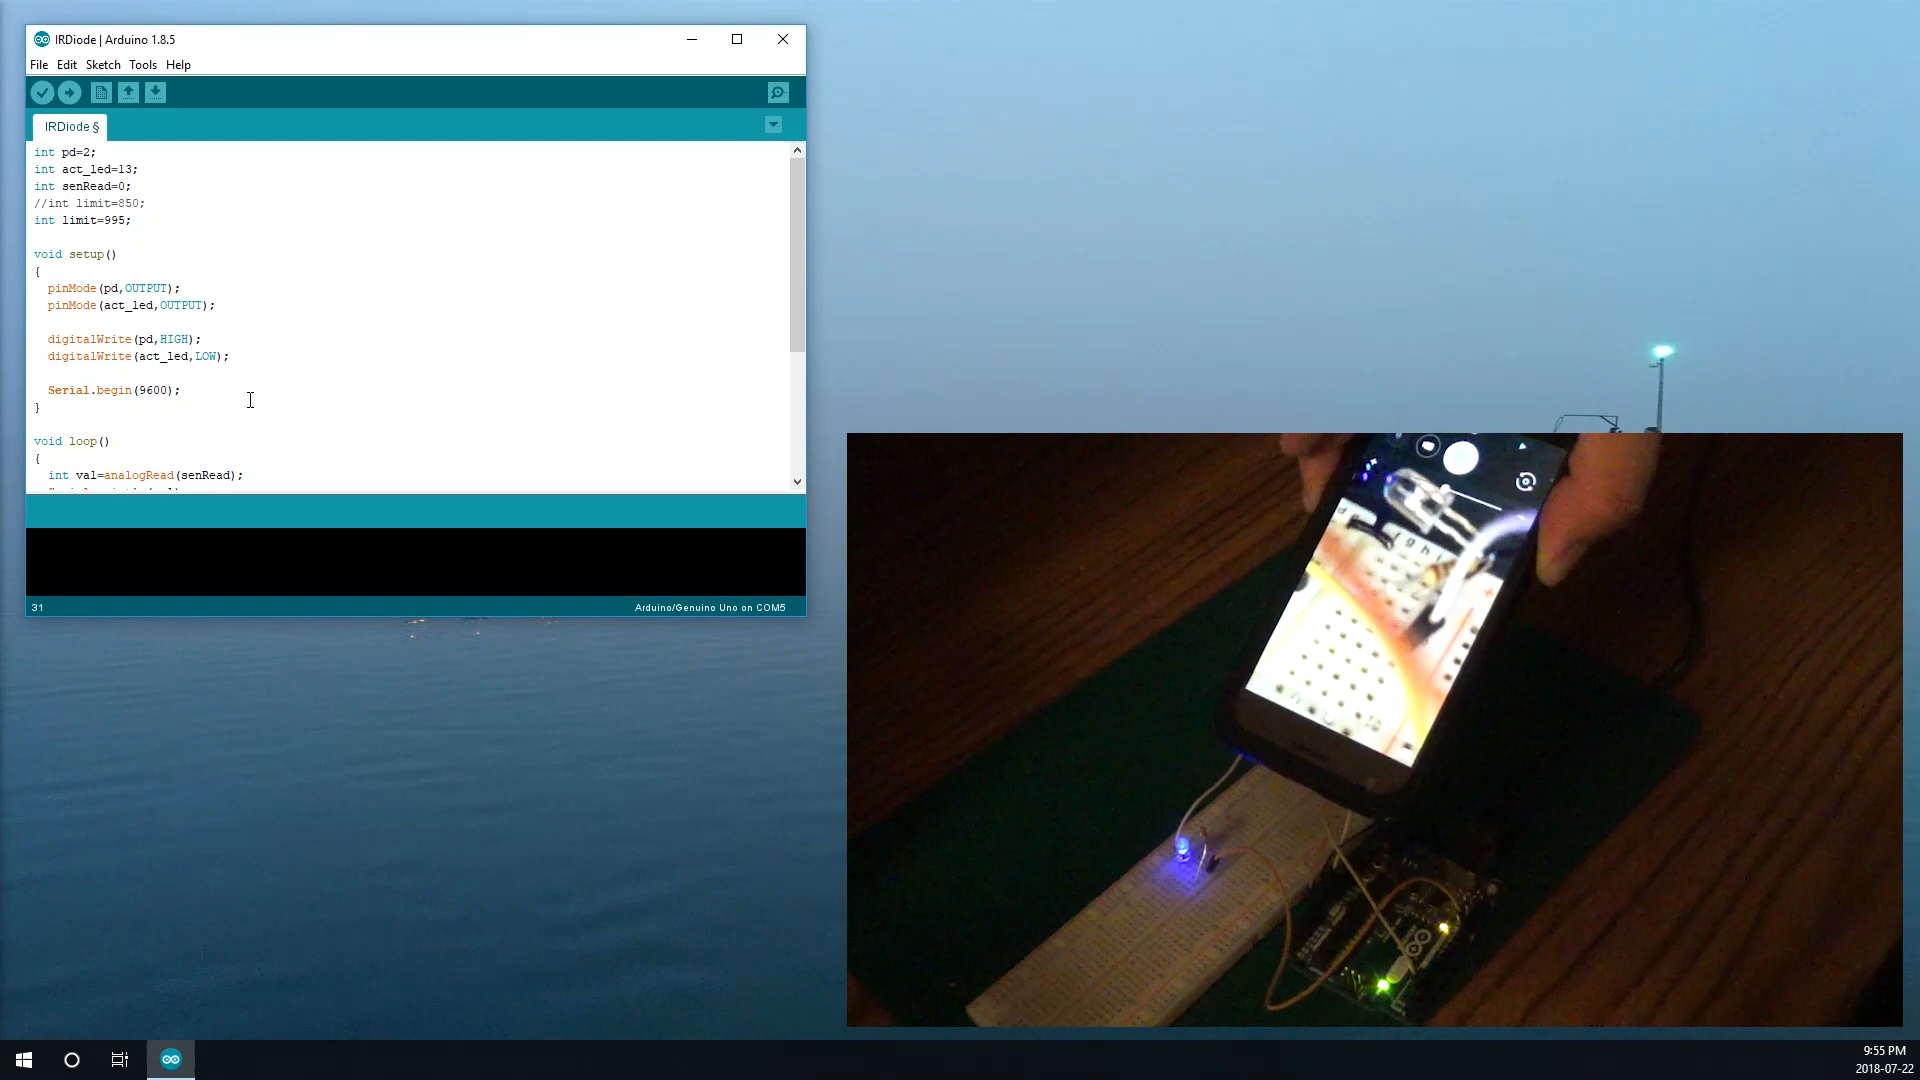 IRDiode | Arduino 1.8.5
File Edit Sketch Tools Help
IRDiode §
int pd=2;
int act_led=13;
int senRead=0;
//int limit=850;
int limit=995;
void setup()
{
pinMode(pd,OUTPUT);
pinMode(act_led,OUTPUT);
digitalWrite(pd,HIGH);
digitalWrite(act_led,LOW);
Serial.begin(9600);
}
void loop()
{
int val=analogRead(senRead);
31
Arduino/Genuino Uno on COM5
g h i
9:55 PM
2018-07-22